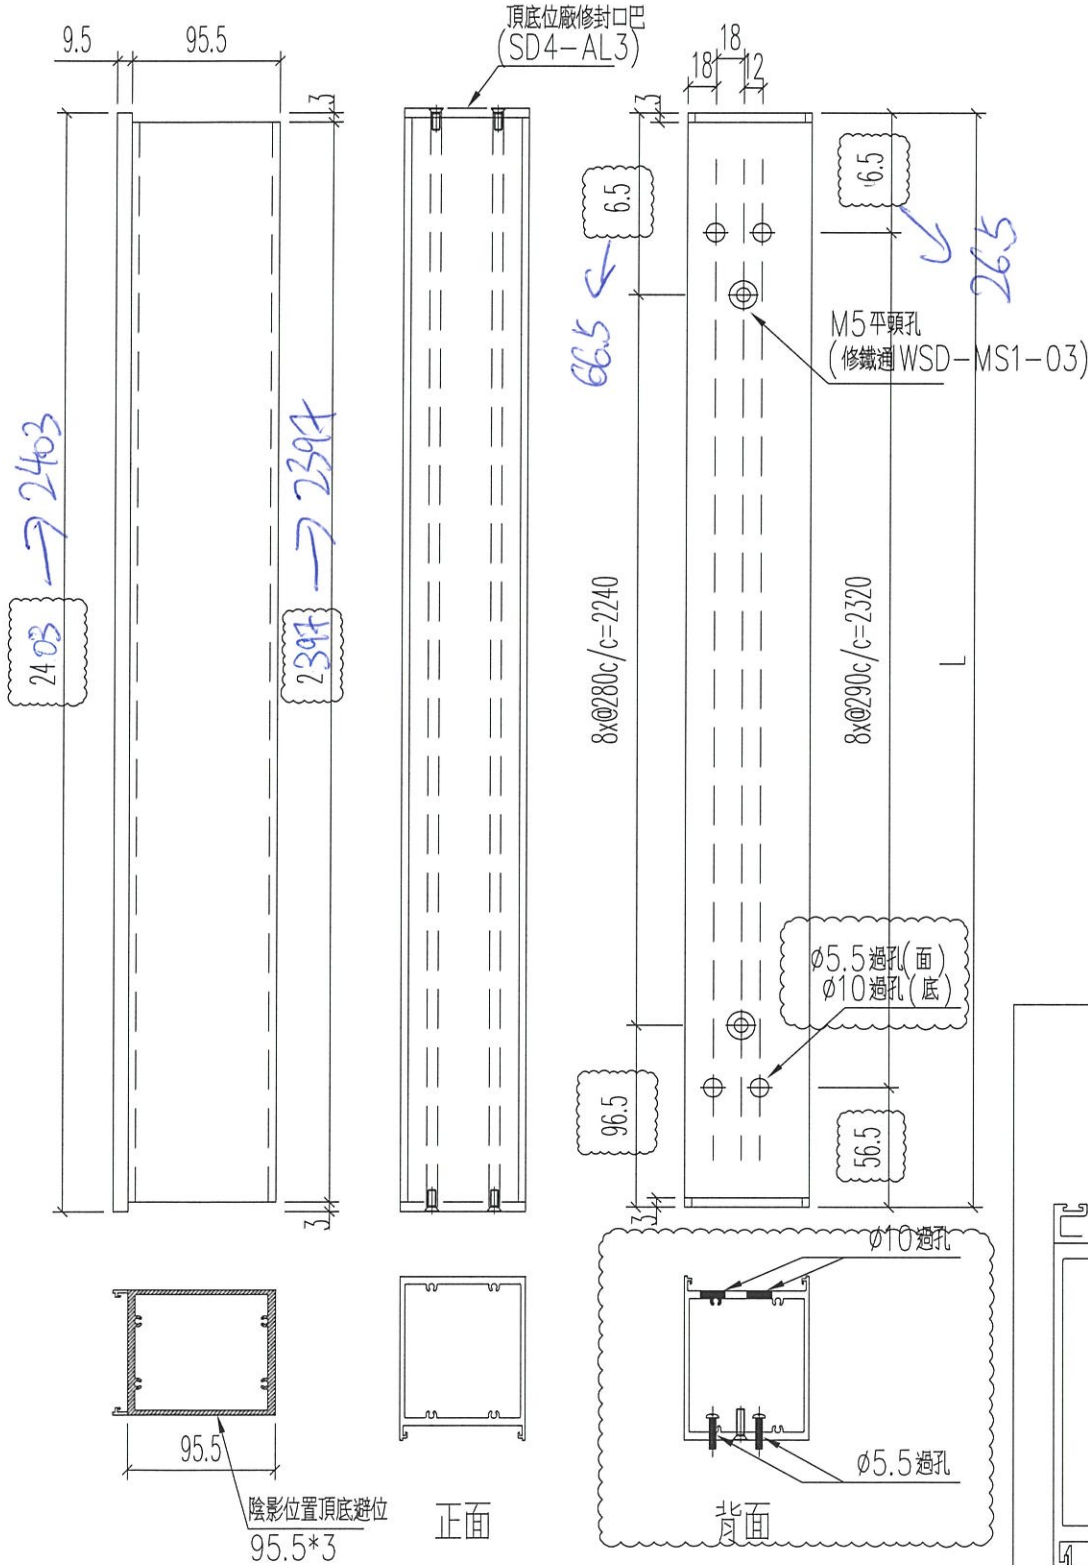 頂底位廠修封口巴
(SD4-AL3)
9.5
95.5
3
18
18
12
3
6.5
6.5
66.5
26.5
M5平頭孔
(修鐵通WSD-MS1-03)
2403
→ 2403
2397
→ 2397
8x@280c/c=2240
8x@290c/c=2320
L
ø5.5過孔(面)
ø10過孔(底)
96.5
56.5
3
3
ø10過孔
ø5.5過孔
95.5
陰影位置頂底避位
95.5*3
正面
背面